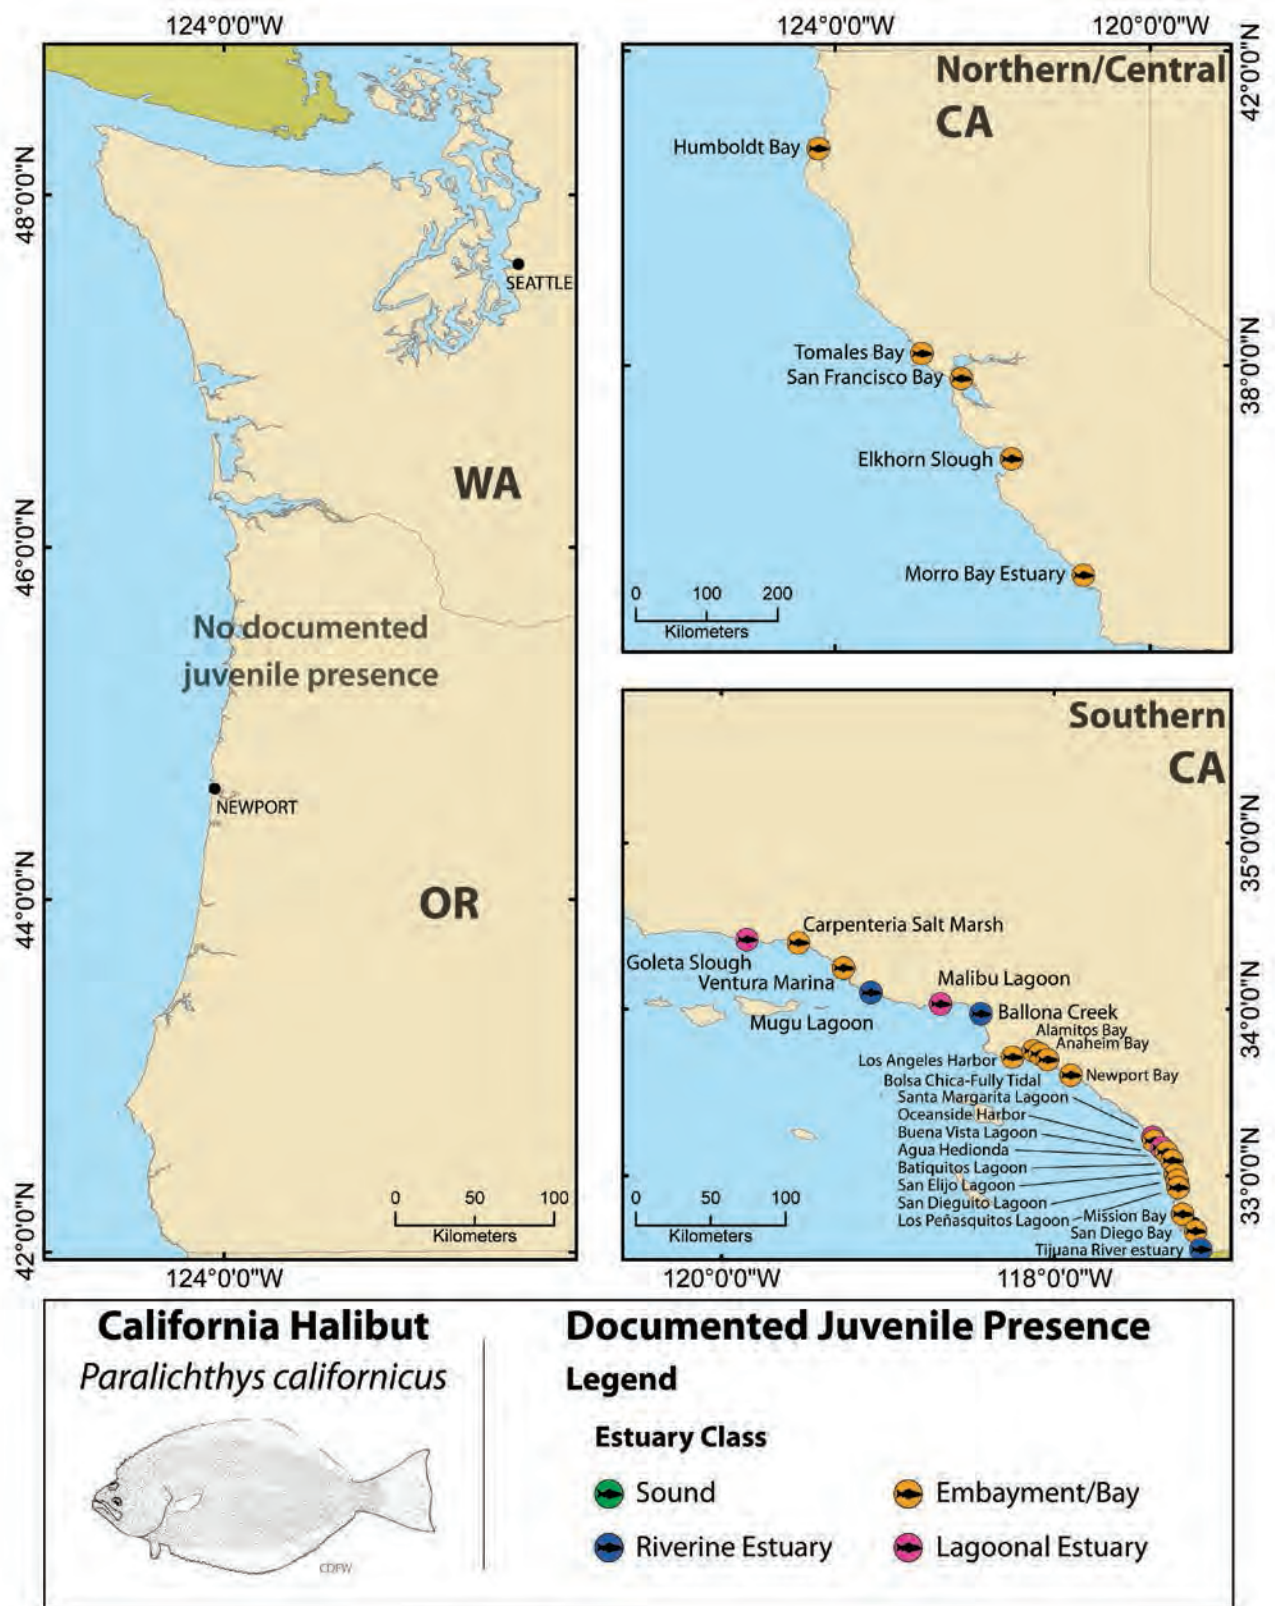 124°0'0"W
48°0'0"N
46°0'0"N
44°0'0"N
42°0'0"N
SEATTLE
WA
No documented
juvenile presence
NEWPORT
OR
0 50 100
Kilometers
124°0'0"W
124°0'0"W 120°0'0"W
Northern/Central
CA
42°0'0"N
38°0'0"N
Humboldt Bay
Tomales Bay
San Francisco Bay
Elkhorn Slough
Morro Bay Estuary
0 100 200
Kilometers
Southern
CA
35°0'0"N
34°0'0"N
33°0'0"N
Carpenteria Salt Marsh
Goleta Slough
Ventura Marina
Malibu Lagoon
Mugu Lagoon
Ballona Creek
Alamitos Bay
Anaheim Bay
Los Angeles Harbor
Newport Bay
Bolsa Chica-Fully Tidal
Santa Margarita Lagoon
Oceanside Harbor
Buena Vista Lagoon
Agua Hedionda
Batiquitos Lagoon
San Elijo Lagoon
San Dieguito Lagoon
Los Peñasquitos Lagoon
Mission Bay
San Diego Bay
Tijuana River estuary
0 50 100
Kilometers
120°0'0"W 118°0'0"W
California Halibut
Paralichthys californicus
CDFW
Documented Juvenile Presence
Legend
Estuary Class
Sound
Embayment/Bay
Riverine Estuary
Lagoonal Estuary